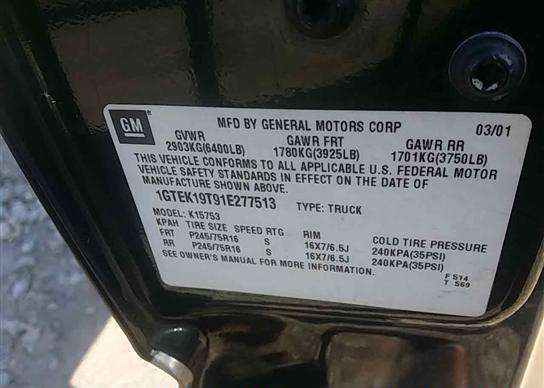 GM
MFD BY GENERAL MOTORS CORP 03/01
GVWR GAWR FRT GAWR RR
2903KG(6400LB) 1780KG(3925LB) 1701KG(3750LB)
THIS VEHICLE CONFORMS TO ALL APPLICABLE U.S. FEDERAL MOTOR
VEHICLE SAFETY STANDARDS IN EFFECT ON THE DATE OF
MANUFACTURE SHOWN ABOVE.
1GTEK19T91E277513 TYPE: TRUCK
MODEL: K15753
KPAH TIRE SIZE SPEED RTG RIM COLD TIRE PRESSURE
FRT P245/75R16 S 16X7/6.5J 240KPA(35PSI)
RR P245/75R16 S 16X7/6.5J 240KPA(35PSI)
SEE OWNER'S MANUAL FOR MORE INFORMATION.
F 514
T 569